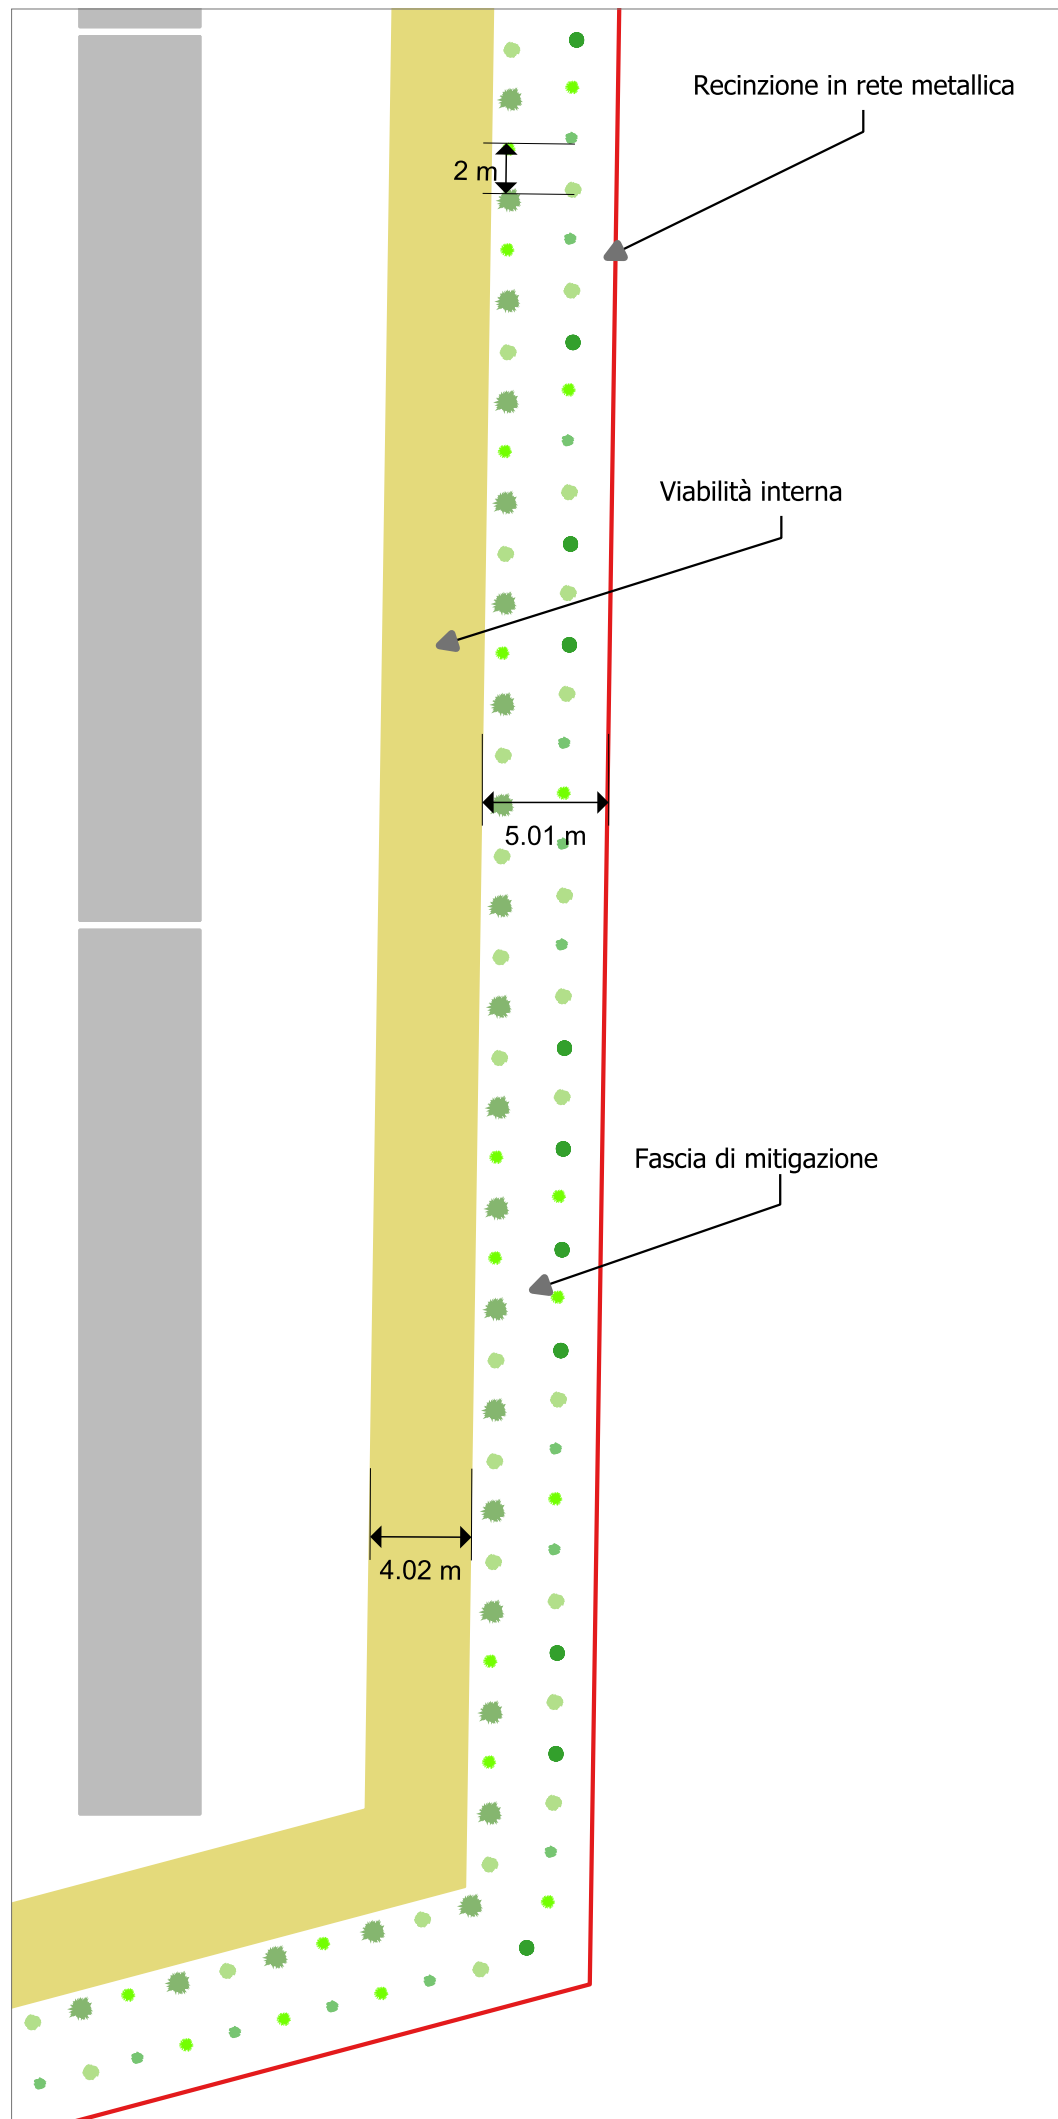 Recinzione in rete metallica
2 m
Viabilità interna
5.01 m
Fascia di mitigazione
4.02 m